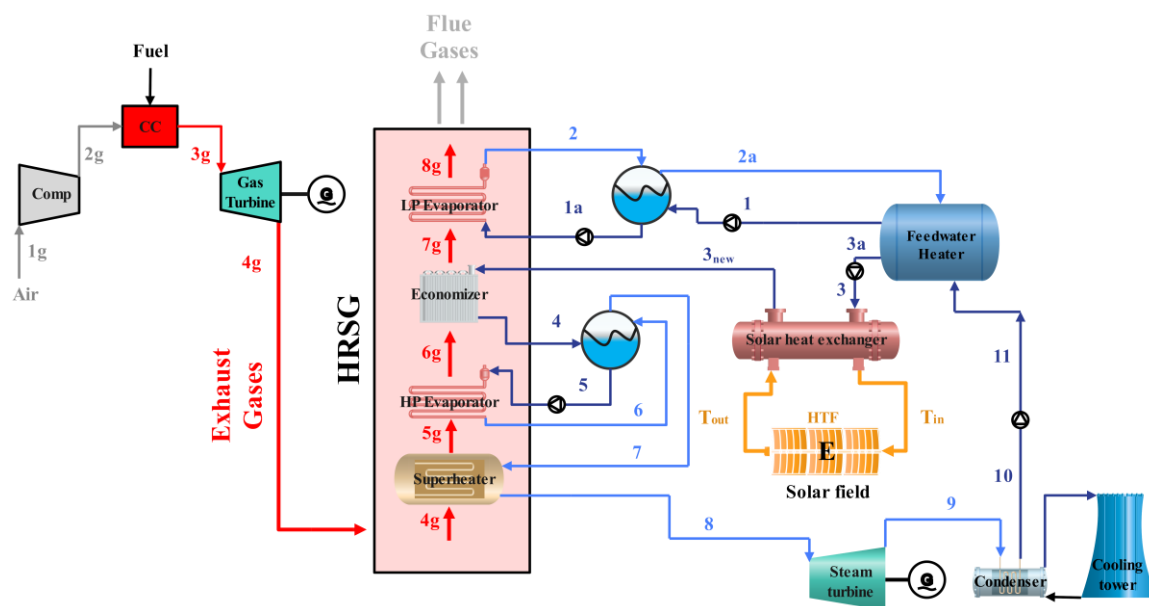 Flue
Gases
Fuel
CC
2g
3g
Comp
Gas
Turbine
G
1g
Air
4g
Exhaust
Gases
HRSG
8g
LP Evaporator
7g
Economizer
6g
HP Evaporator
5g
Superheater
4g
2
2a
1a
1
3new
3a
3
Feedwater
Heater
4
5
6
7
8
Solar heat exchanger
Tout
HTF
Tin
E
Solar field
11
10
9
Steam
turbine
G
Condenser
Cooling
tower